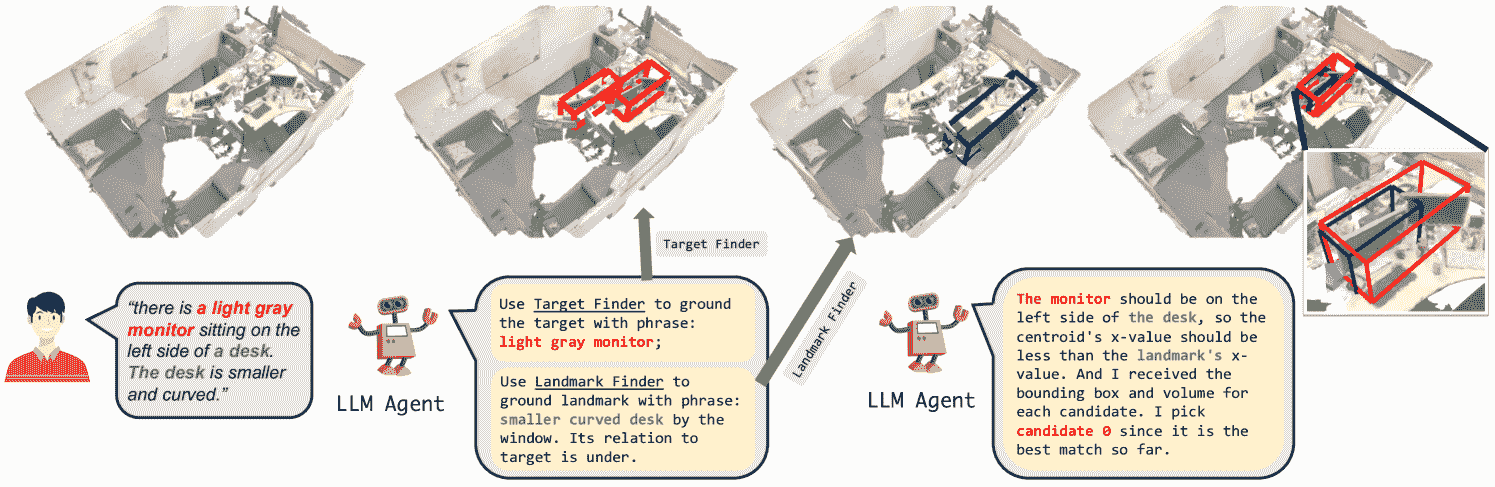 Target Finder
Landmark Finder
“there is a light gray
monitor sitting on the
left side of a desk.
The desk is smaller
and curved.”
LLM Agent
Use Target Finder to ground
the target with phrase:
light gray monitor;
Use Landmark Finder to
ground landmark with phrase:
smaller curved desk by the
window. Its relation to
target is under.
LLM Agent
The monitor should be on the
left side of the desk, so the
centroid's x-value should be
less than the landmark's x-
value. And I received the
bounding box and volume for
each candidate. I pick
candidate 0 since it is the
best match so far.